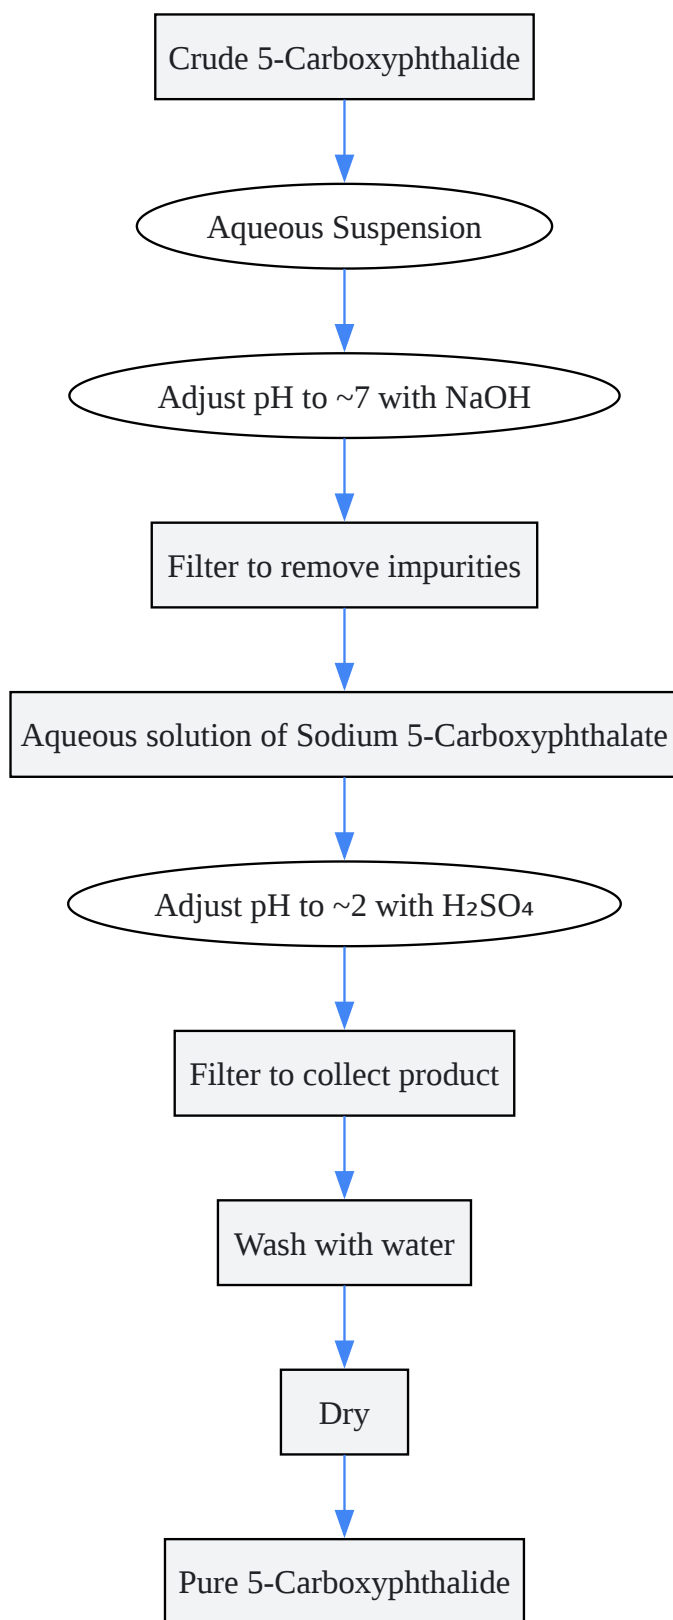 Crude 5-Carboxyphthalide
Aqueous Suspension
Adjust pH to ~7 with NaOH
Filter to remove impurities
Aqueous solution of Sodium 5-Carboxyphthalate
Adjust pH to ~2 with H₂SO₄
Filter to collect product
Wash with water
Dry
Pure 5-Carboxyphthalide